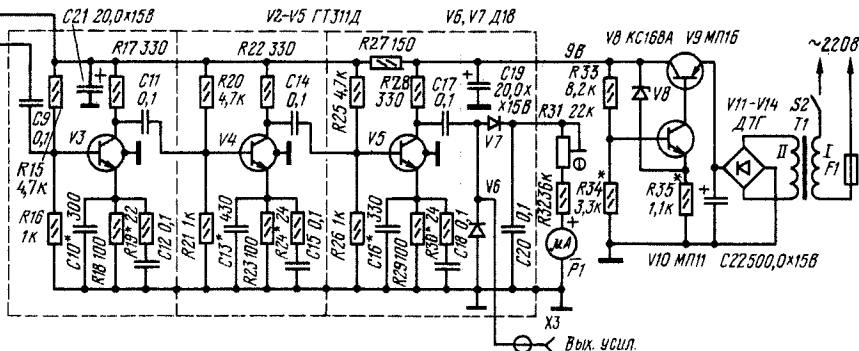 C21 20,0×15В
V2-V5 ГТ311Д
V6, V7 Д18
R17 330
R22 330
R27 150
9В
V8 КС168А V9 МП16
~220В
C9
0,1
C11
0,1
R20
4,7к
C14
0,1
R25 4,7к
R28
330
C17
0,1
C19
20,0×
×15В
R31 22к
R33
8,2к
V8
V11-V14
Д7Г
S2
T1
R15
4,7к
V3
V4
V5
V7
V6
II
I
F1
R16
1к
C10* 300
R18 100
R19* 22
C12 0,1
R21 1к
C13* 430
R23 100
R24* 24
C15 0,1
R26 1к
C16* 330
R29 100
R30* 24
C18 0,1
C20 0,1
R32 36к
+
μA
P1
R34*
3,3к
R35*
1,1к
+
V10 МП11
C22 500,0×15В
X3
Вых. усил.